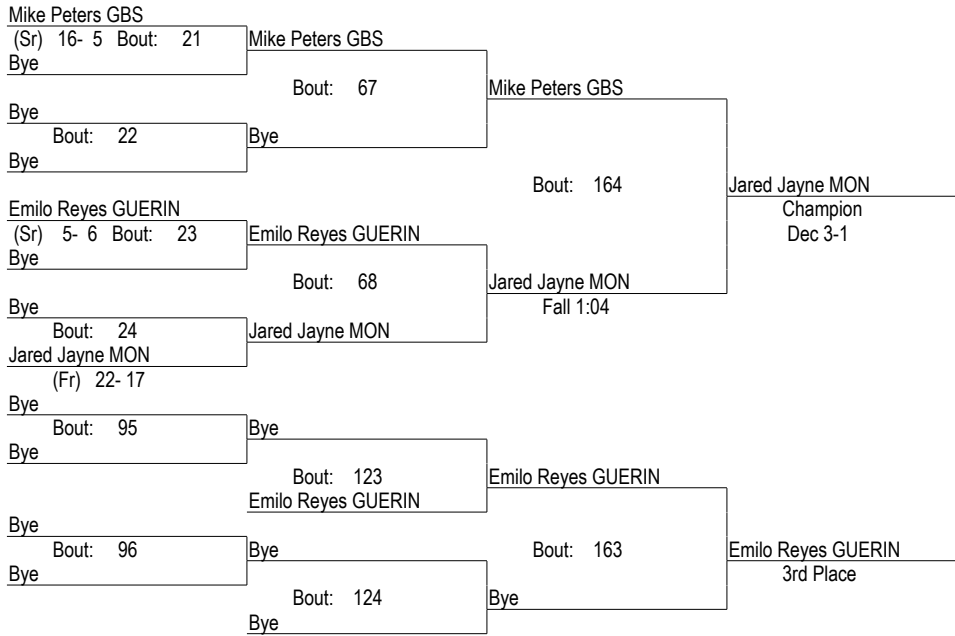 Mike Peters GBS
(Sr) 16- 5 Bout: 21 Mike Peters GBS
Bye
Bout: 67 Mike Peters GBS
Bye
Bout: 22 Bye
Bye
Bout: 164 Jared Jayne MON
Emilo Reyes GUERIN Champion
(Sr) 5- 6 Bout: 23 Emilo Reyes GUERIN Dec 3-1
Bye
Bout: 68 Jared Jayne MON
Bye Fall 1:04
Bout: 24 Jared Jayne MON
Jared Jayne MON
(Fr) 22- 17
Bye
Bout: 95 Bye
Bye
Bout: 123 Emilo Reyes GUERIN
Emilo Reyes GUERIN
Bye
Bout: 96 Bye Bout: 163 Emilo Reyes GUERIN
Bye 3rd Place
Bout: 124 Bye
Bye